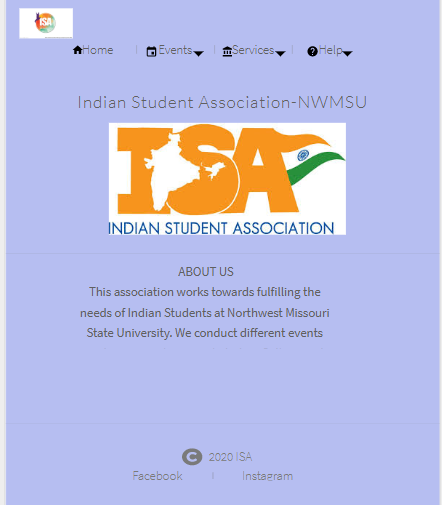 ISA
Home | Events | Services | Help
Indian Student Association-NWMSU
ISA
INDIAN STUDENT ASSOCIATION
ABOUT US
This association works towards fulfilling the
needs of Indian Students at Northwest Missouri
State University. We conduct different events
C 2020 ISA
Facebook | Instagram